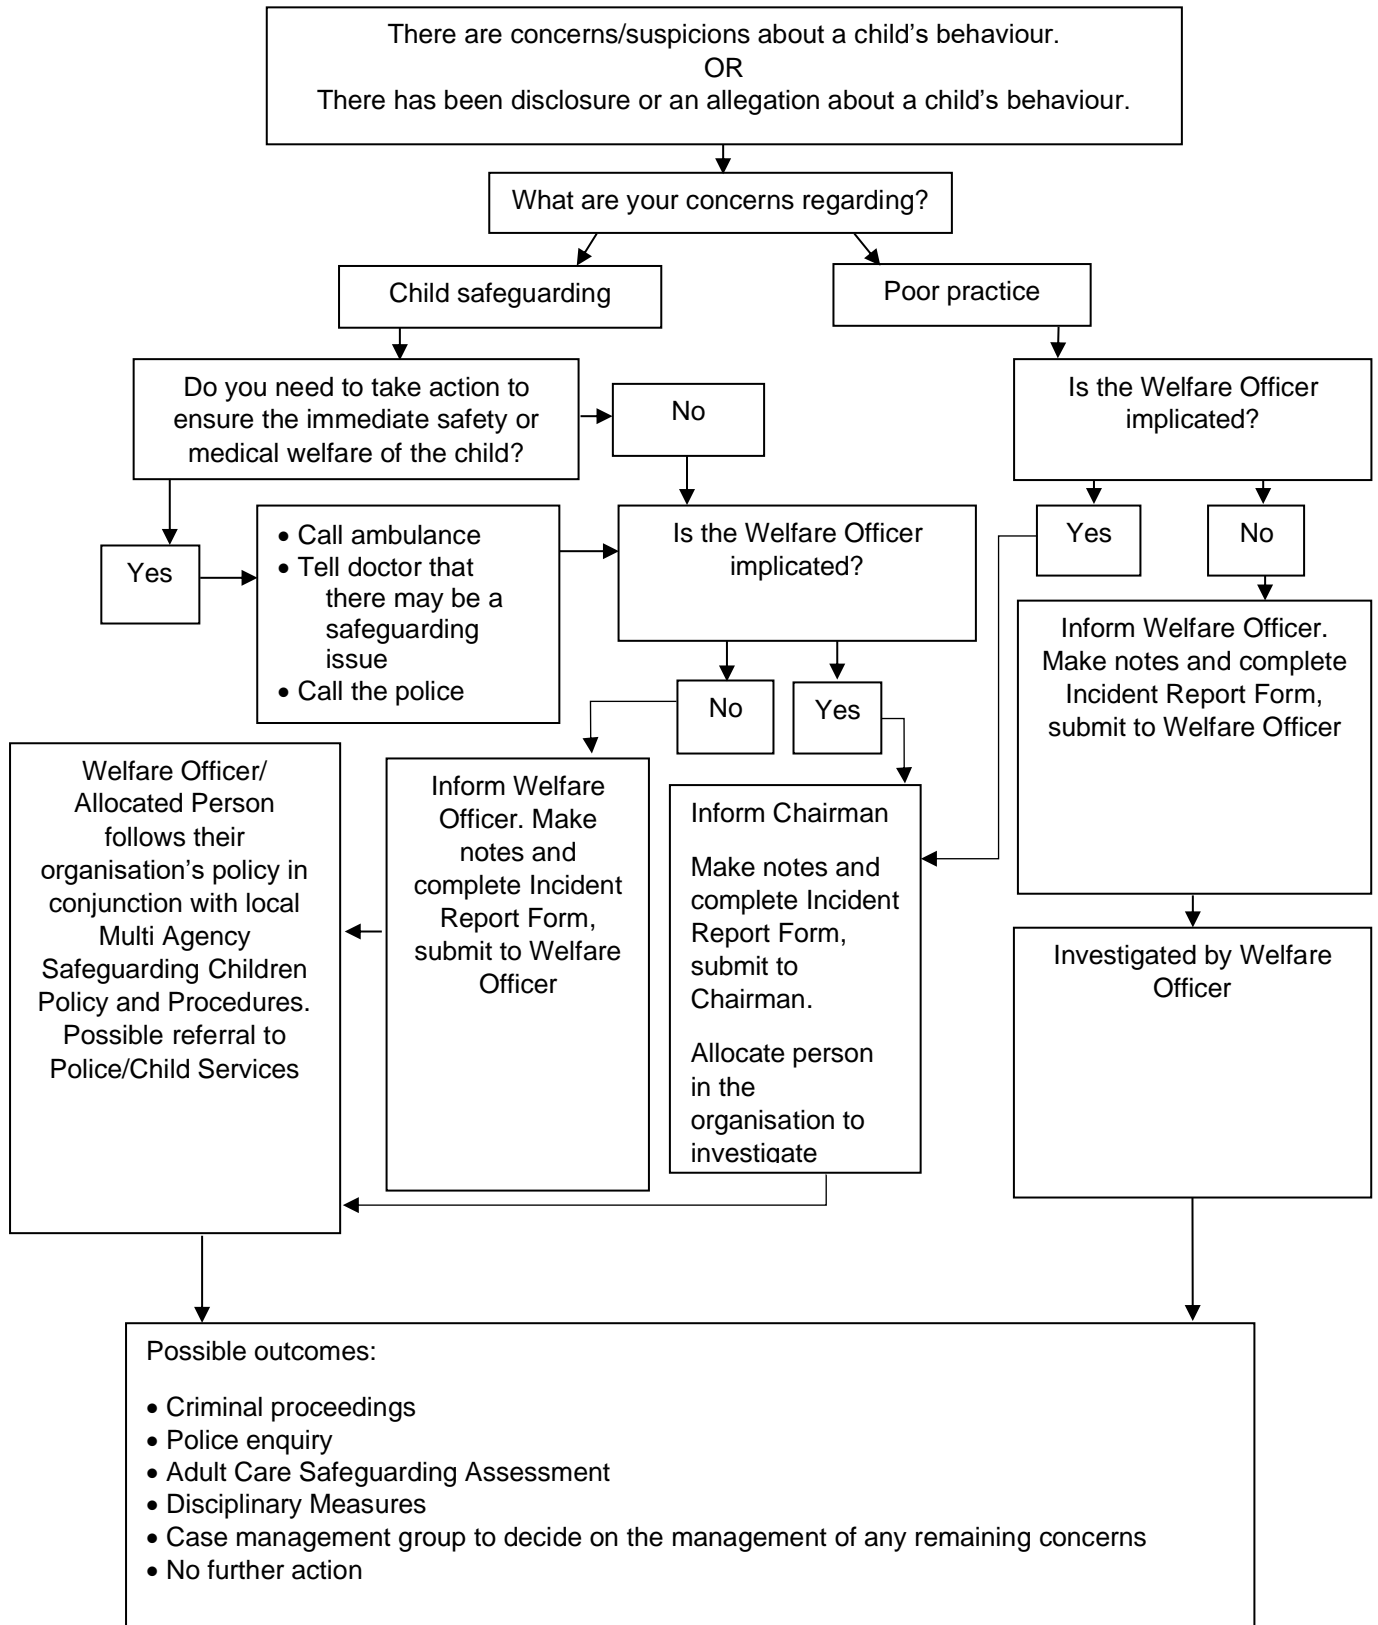 There are concerns/suspicions about a child’s behaviour.
OR
There has been disclosure or an allegation about a child’s behaviour.
What are your concerns regarding?
Child safeguarding
Poor practice
Do you need to take action to
ensure the immediate safety or
medical welfare of the child?
No
Is the Welfare Officer
implicated?
Yes
• Call ambulance
• Tell doctor that
there may be a
safeguarding
issue
• Call the police
Is the Welfare Officer
implicated?
Yes
No
No
Yes
Inform Welfare Officer.
Make notes and complete
Incident Report Form,
submit to Welfare Officer
Welfare Officer/
Allocated Person
follows their
organisation’s policy in
conjunction with local
Multi Agency
Safeguarding Children
Policy and Procedures.
Possible referral to
Police/Child Services
Inform Welfare
Officer. Make
notes and
complete Incident
Report Form,
submit to Welfare
Officer
Inform Chairman
Make notes and
complete Incident
Report Form,
submit to
Chairman.
Allocate person
in the
organisation to
investigate
Investigated by Welfare
Officer
Possible outcomes:
• Criminal proceedings
• Police enquiry
• Adult Care Safeguarding Assessment
• Disciplinary Measures
• Case management group to decide on the management of any remaining concerns
• No further action